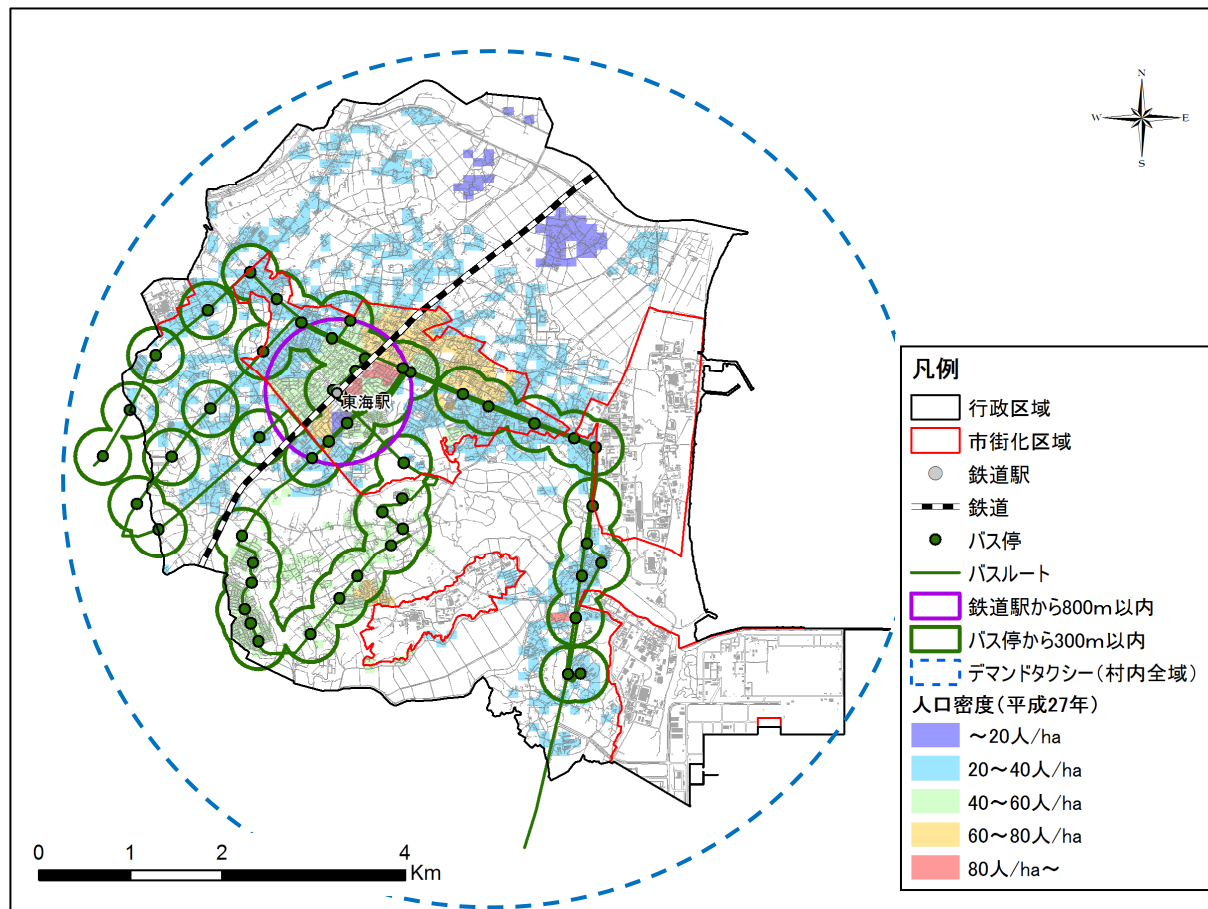 N
W
E
S
東海駅
凡例
行政区域
市街化区域
鉄道駅
鉄道
バス停
バスルート
鉄道駅から800m以内
バス停から300m以内
デマンドタクシー(村内全域)
人口密度(平成27年)
～20人/ha
20～40人/ha
40～60人/ha
60～80人/ha
80人/ha～
0 1 2 4
Km